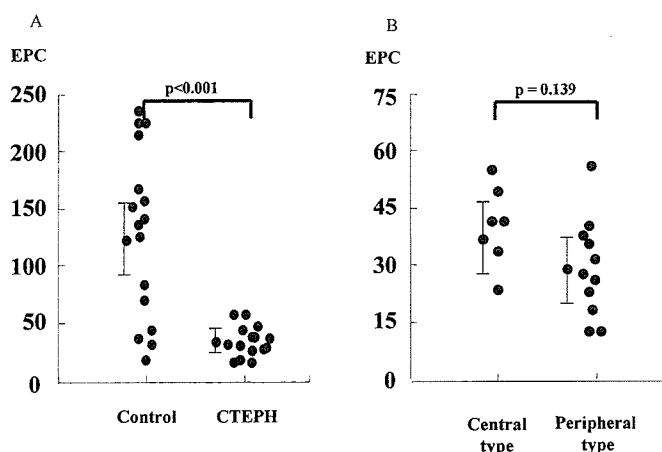 A
EPC
p<0.001
250
200
150
100
50
0
Control CTEPH
B
EPC
p = 0.139
75
60
45
30
15
0
Central type
Peripheral type